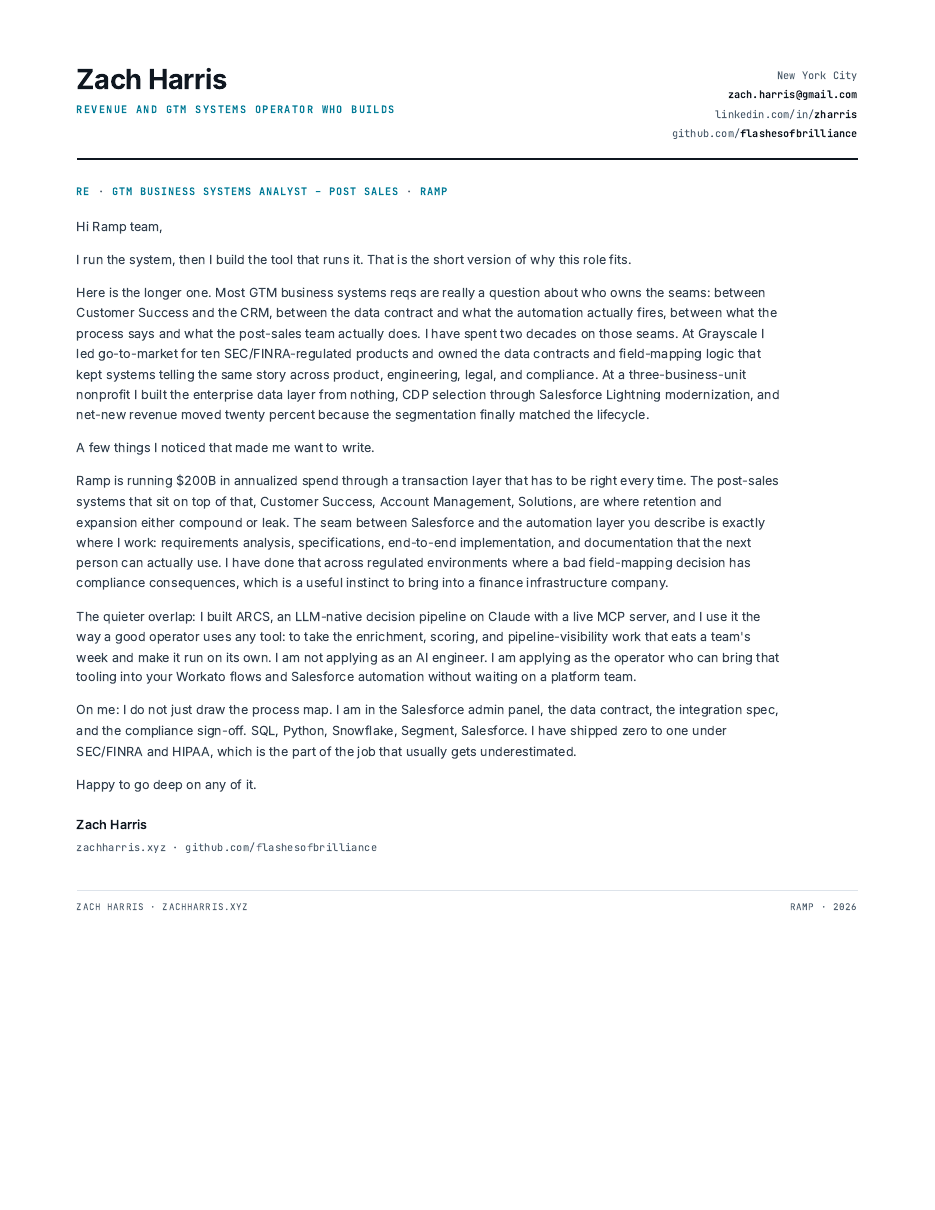 Zach Harris
REVENUE AND GTM SYSTEMS OPERATOR WHO BUILDS
New York City
zach.harris@gmail.com
linkedin.com/in/zharris
github.com/flashesofbrilliance
RE · GTM BUSINESS SYSTEMS ANALYST – POST SALES · RAMP
Hi Ramp team,
I run the system, then I build the tool that runs it. That is the short version of why this role fits.
Here is the longer one. Most GTM business systems reqs are really a question about who owns the seams: between
Customer Success and the CRM, between the data contract and what the automation actually fires, between what the
process says and what the post-sales team actually does. I have spent two decades on those seams. At Grayscale I
led go-to-market for ten SEC/FINRA-regulated products and owned the data contracts and field-mapping logic that
kept systems telling the same story across product, engineering, legal, and compliance. At a three-business-unit
nonprofit I built the enterprise data layer from nothing, CDP selection through Salesforce Lightning modernization, and
net-new revenue moved twenty percent because the segmentation finally matched the lifecycle.
A few things I noticed that made me want to write.
Ramp is running $200B in annualized spend through a transaction layer that has to be right every time. The post-sales
systems that sit on top of that, Customer Success, Account Management, Solutions, are where retention and
expansion either compound or leak. The seam between Salesforce and the automation layer you describe is exactly
where I work: requirements analysis, specifications, end-to-end implementation, and documentation that the next
person can actually use. I have done that across regulated environments where a bad field-mapping decision has
compliance consequences, which is a useful instinct to bring into a finance infrastructure company.
The quieter overlap: I built ARCS, an LLM-native decision pipeline on Claude with a live MCP server, and I use it the
way a good operator uses any tool: to take the enrichment, scoring, and pipeline-visibility work that eats a team's
week and make it run on its own. I am not applying as an AI engineer. I am applying as the operator who can bring that
tooling into your Workato flows and Salesforce automation without waiting on a platform team.
On me: I do not just draw the process map. I am in the Salesforce admin panel, the data contract, the integration spec,
and the compliance sign-off. SQL, Python, Snowflake, Segment, Salesforce. I have shipped zero to one under
SEC/FINRA and HIPAA, which is the part of the job that usually gets underestimated.
Happy to go deep on any of it.
Zach Harris
zachharris.xyz · github.com/flashesofbrilliance
ZACH HARRIS · ZACHHARRIS.XYZ
RAMP · 2026